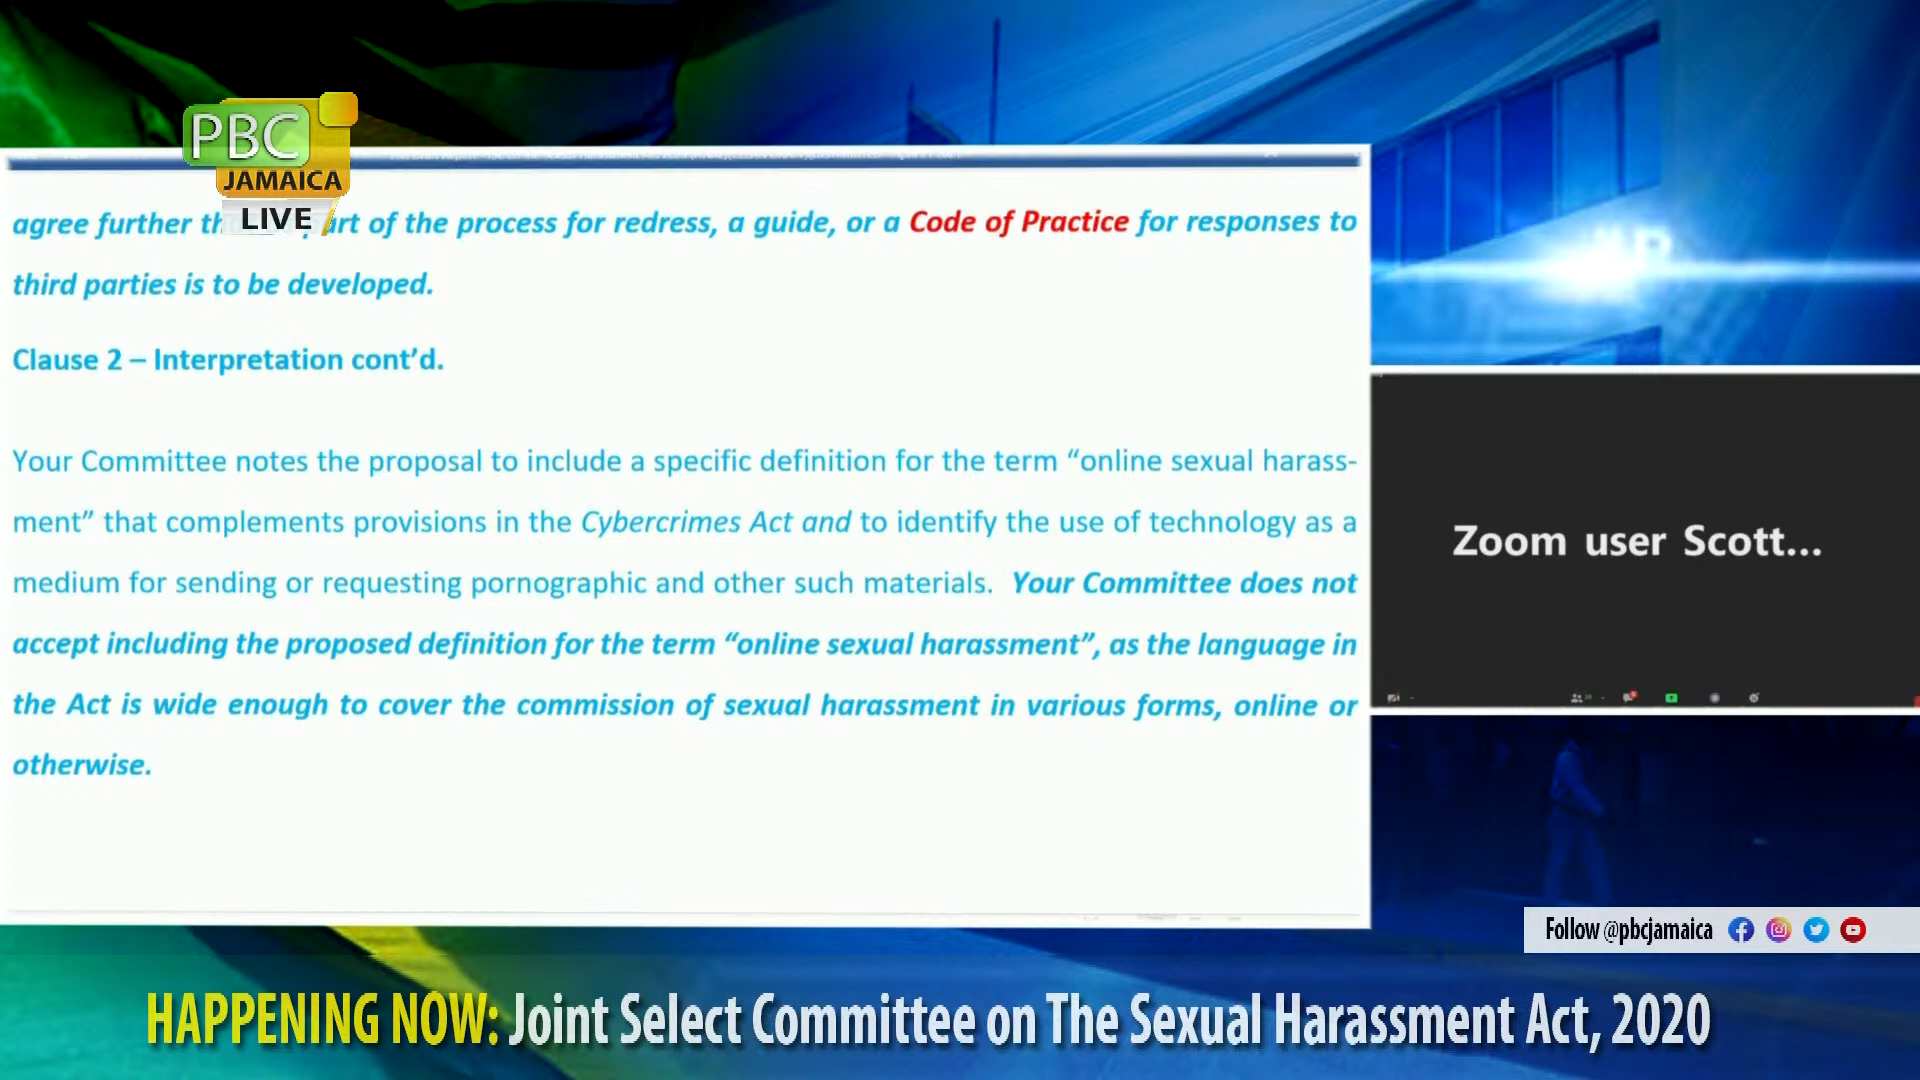 PBC
JAMAICA
LIVE
agree further part of the process for redress, a guide, or a Code of Practice for responses to
third parties is to be developed.
Clause 2 – Interpretation cont’d.
Your Committee notes the proposal to include a specific definition for the term “online sexual harass-
ment” that complements provisions in the Cybercrimes Act and to identify the use of technology as a
medium for sending or requesting pornographic and other such materials. Your Committee does not
accept including the proposed definition for the term “online sexual harassment”, as the language in
the Act is wide enough to cover the commission of sexual harassment in various forms, online or
otherwise.
Zoom user Scott...
Follow @pbcjamaica
HAPPENING NOW: Joint Select Committee on The Sexual Harassment Act, 2020